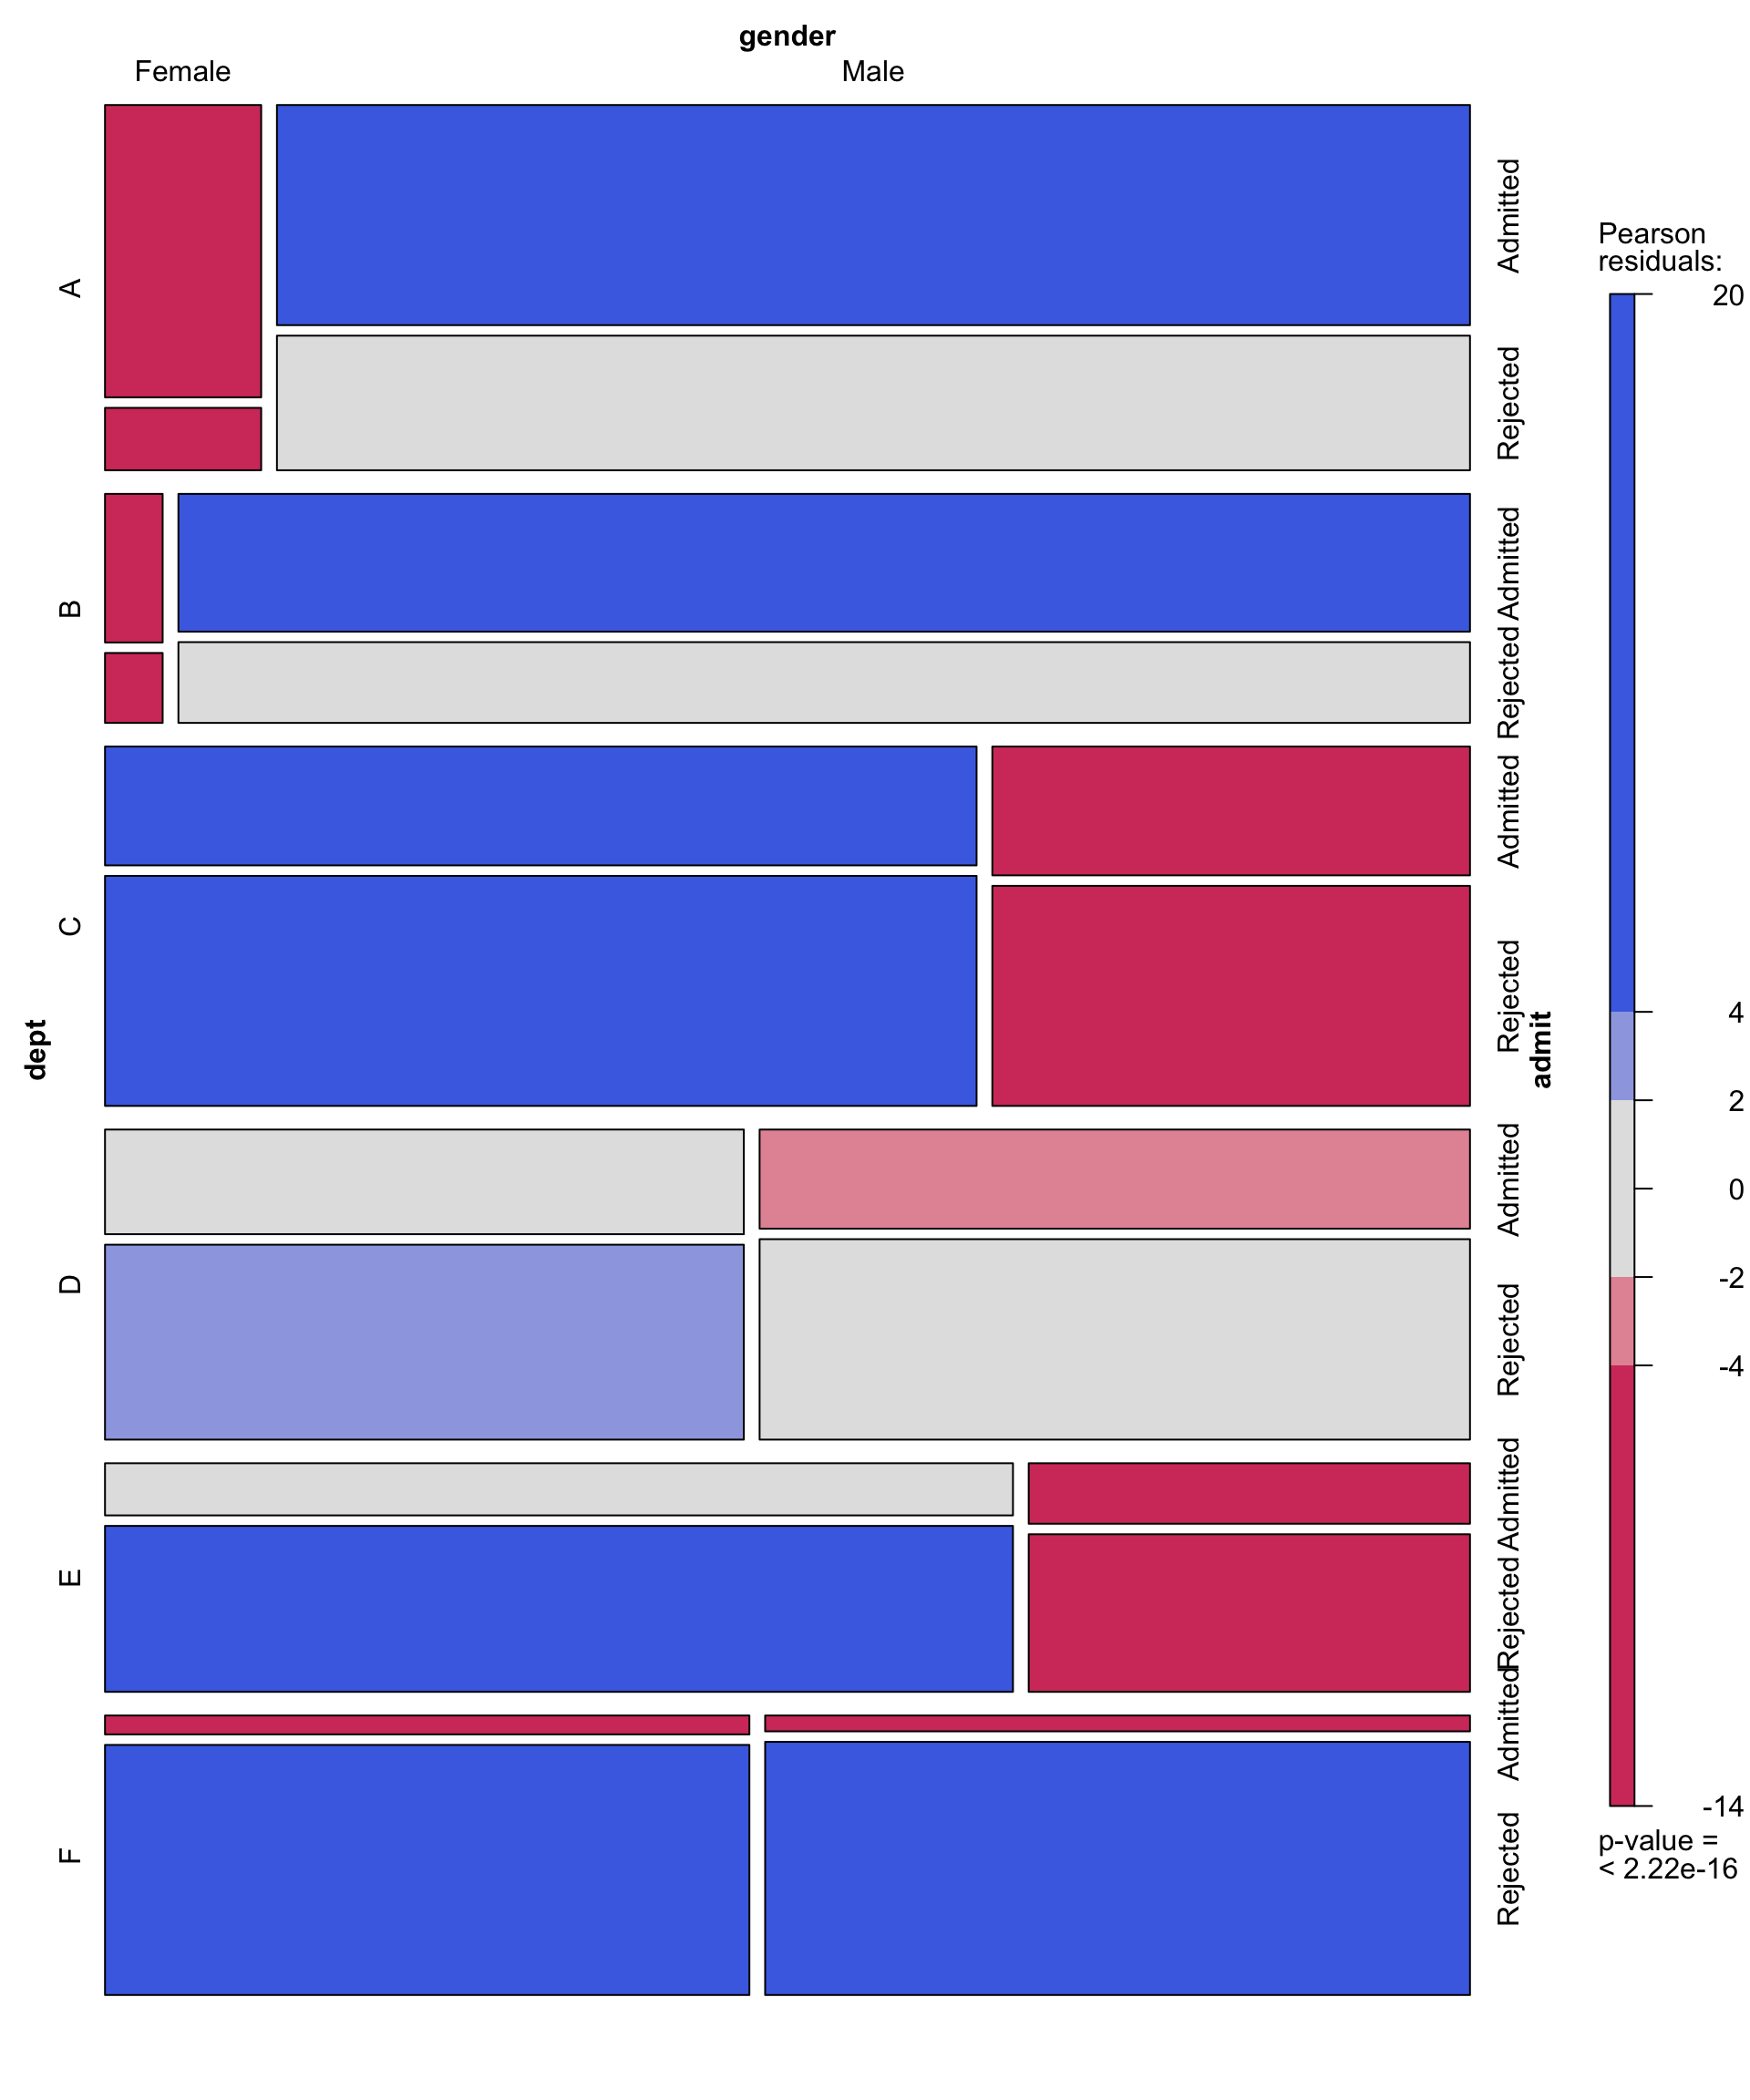 gender
Female Male
dept
A
B
C
D
E
F
Admitted
Rejected
Admitted
Rejected
Admitted
Rejected
Admitted
Rejected
Admitted
Rejected
Admitted
Rejected
admit
Pearson
residuals:
20
4
2
0
-2
-4
-14
p-value =
< 2.22e-16